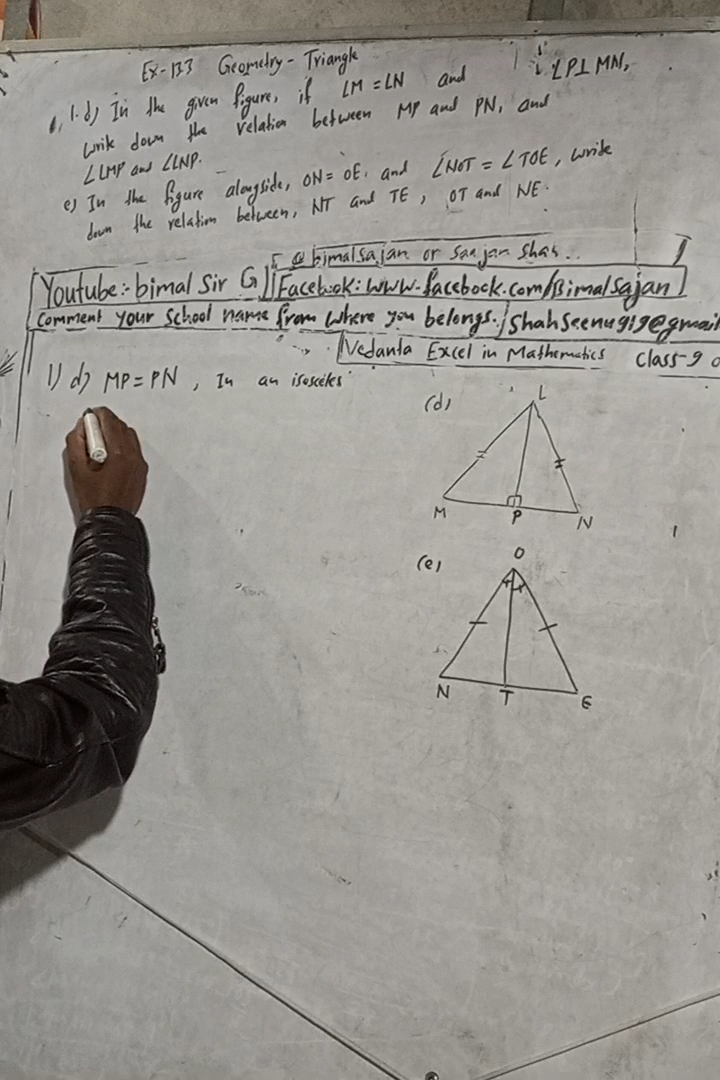 Ex-13.3 Geometry - Triangle
1. d) In the given figure, if LM = LN and LP⊥MN,
write down the relation between MP and PN, and
∠LMP and ∠LNP.
e) In the figure alongside, ON = OE, and ∠NOT = ∠TOE, write
down the relation between, NT and TE, OT and NE.
@bimalsajan or Sanjan Shah..
Youtube:- bimal Sir G
Facebook: www.facebook.com/Bimalsajan
Comment your School name from where you belongs.
Shahseenu919@gmail
Vedanta Excel in Mathematics Class-9
1) d) MP = PN, In an isosceles
(d)
L
M P N
(e)
O
N T E